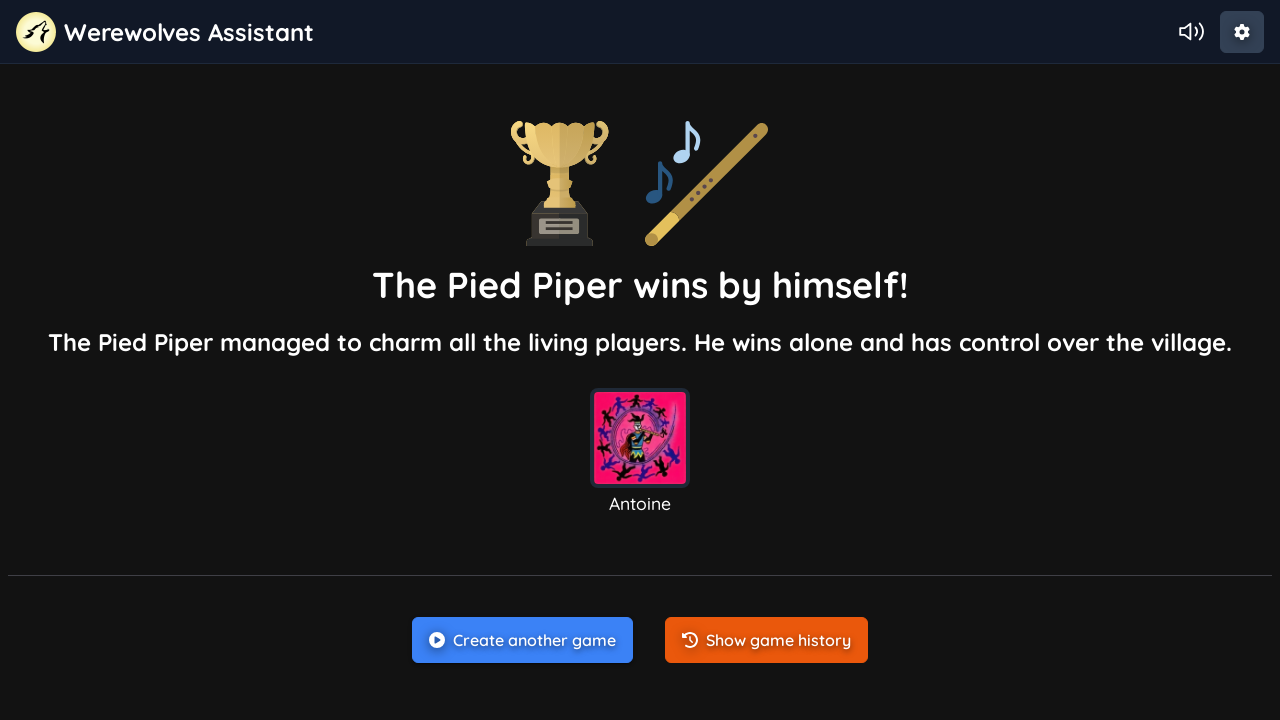 Werewolves Assistant
The Pied Piper wins by himself!
The Pied Piper managed to charm all the living players. He wins alone and has control over the village.
Antoine
Create another game
Show game history